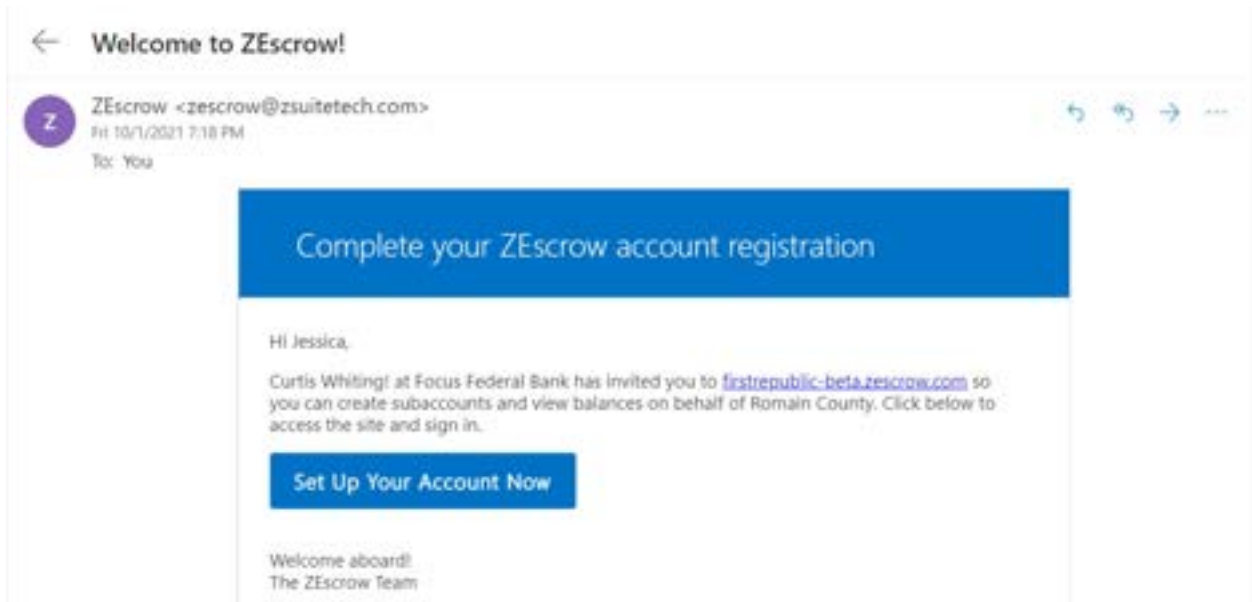 Welcome to ZEscrow!
Z
ZEscrow <zescrow@zsuitetech.com>
Fri 10/1/2021 7:18 PM
To: You
Complete your ZEscrow account registration
Hi Jessica,
Curtis Whiting! at Focus Federal Bank has invited you to firstrepublic-beta.zescrow.com so
you can create subaccounts and view balances on behalf of Romain County. Click below to
access the site and sign in.
Set Up Your Account Now
Welcome aboard!
The ZEscrow Team